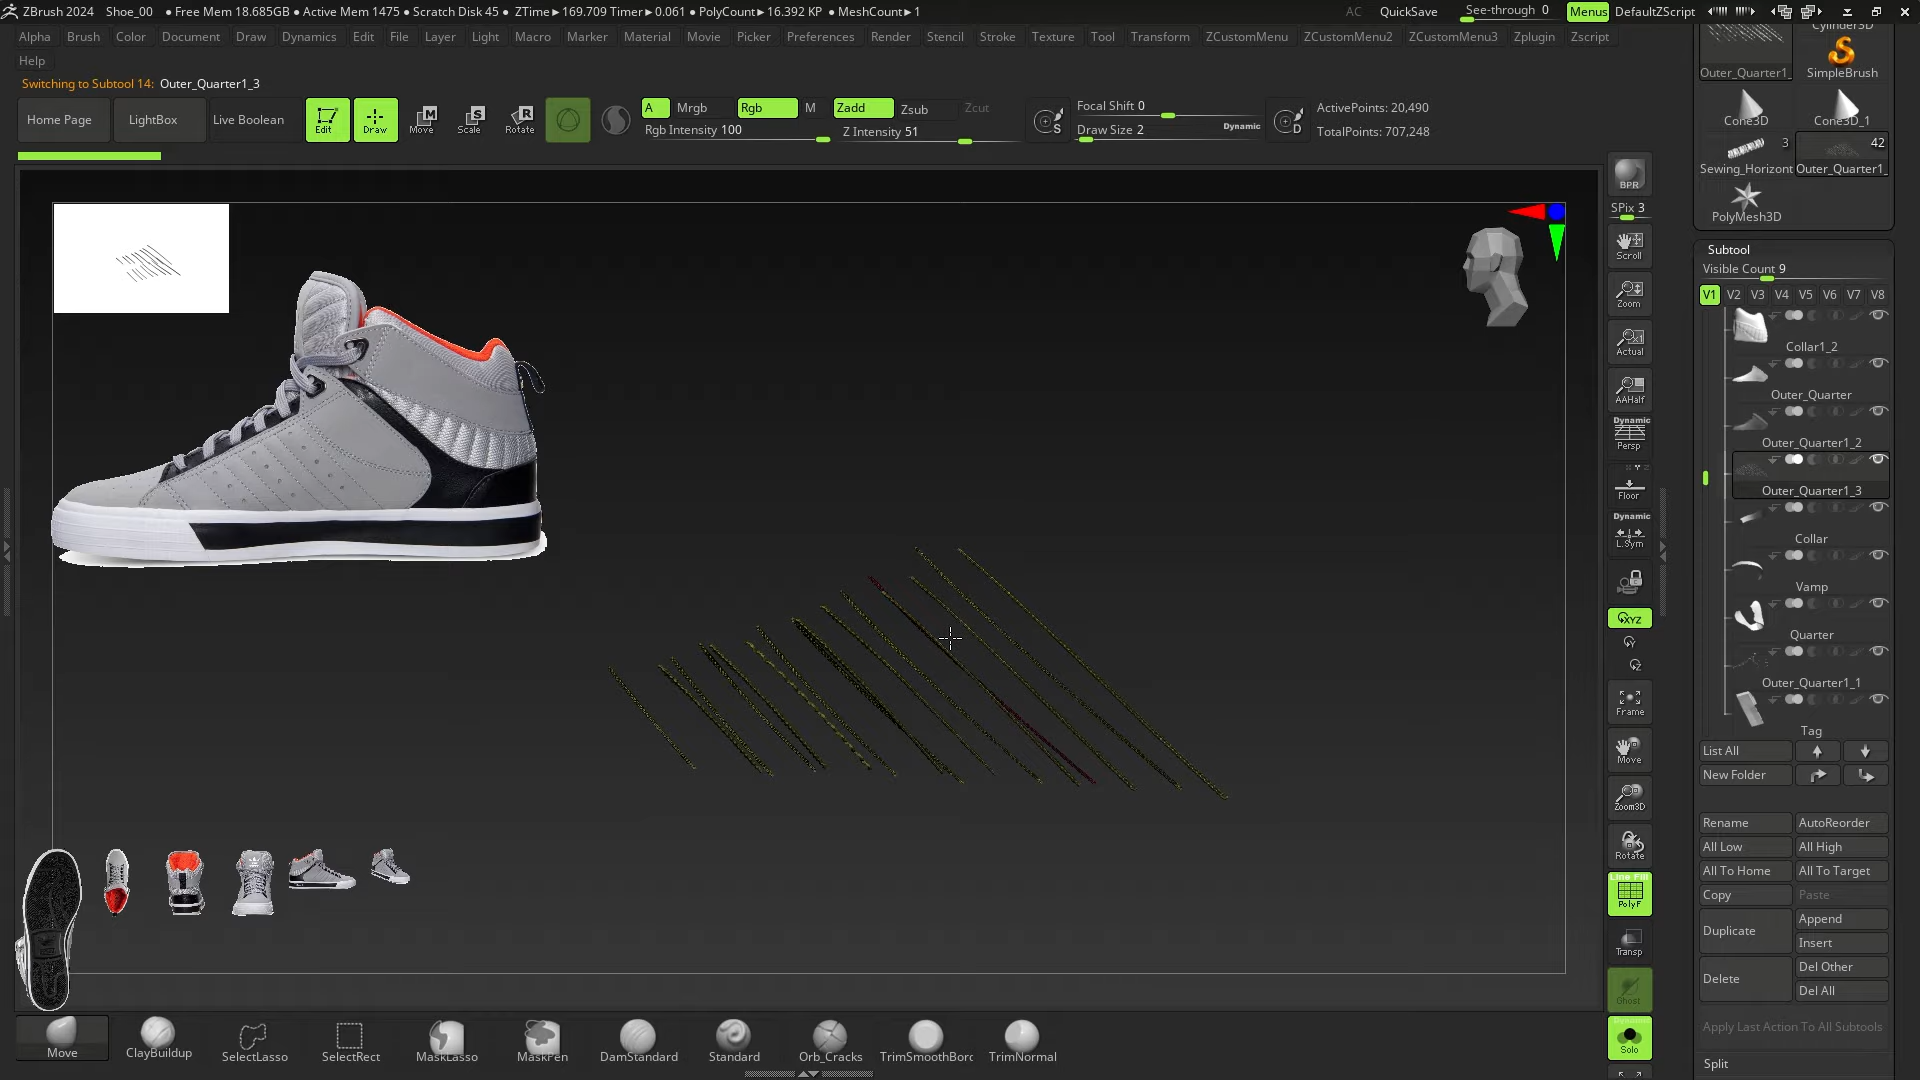 ZBrush 2024 Shoe_00 • Free Mem 18.685GB • Active Mem 1475 • Scratch Disk 45 • ZTime►169.709 Timer►0.061 • PolyCount►16.392 KP • MeshCount►1 AC QuickSave See-through 0 Menus DefaultZScript
Alpha Brush Color Document Draw Dynamics Edit File Layer Light Macro Marker Material Movie Picker Preferences Render Stencil Stroke Texture Tool Transform ZCustomMenu ZCustomMenu2 ZCustomMenu3 Zplugin Zscript
Help
Switching to Subtool 14: Outer_Quarter1_3
Home Page LightBox Live Boolean Edit Draw Move Scale Rotate
A Mrgb Rgb M Zadd Zsub Zcut
Rgb Intensity 100 Z Intensity 51
Focal Shift 0
Draw Size 2 Dynamic
ActivePoints: 20,490
TotalPoints: 707,248
BPR
SPix 3
Scroll
Zoom
Actual
AAHalf
Dynamic
Persp
Floor
Dynamic
L.Sym
XYZ
Frame
Move
Zoom3D
Rotate
Line Fill
PolyF
Transp
Ghost
Dynamic
Solo
Outer_Quarter1_ SimpleBrush
Cone3D Cone3D_1
3 42
Sewing_Horizont Outer_Quarter1_
PolyMesh3D
Subtool
Visible Count 9
V1 V2 V3 V4 V5 V6 V7 V8
Collar1_2
Outer_Quarter
Outer_Quarter1_2
Outer_Quarter1_3
Collar
Vamp
Quarter
Outer_Quarter1_1
Tag
List All
New Folder
Rename AutoReorder
All Low All High
All To Home All To Target
Copy Paste
Duplicate Append
Insert
Delete Del Other
Del All
Apply Last Action To All Subtools
Split
Move ClayBuildup SelectLasso SelectRect MaskLasso MaskPen DamStandard Standard Orb_Cracks TrimSmoothBorc TrimNormal